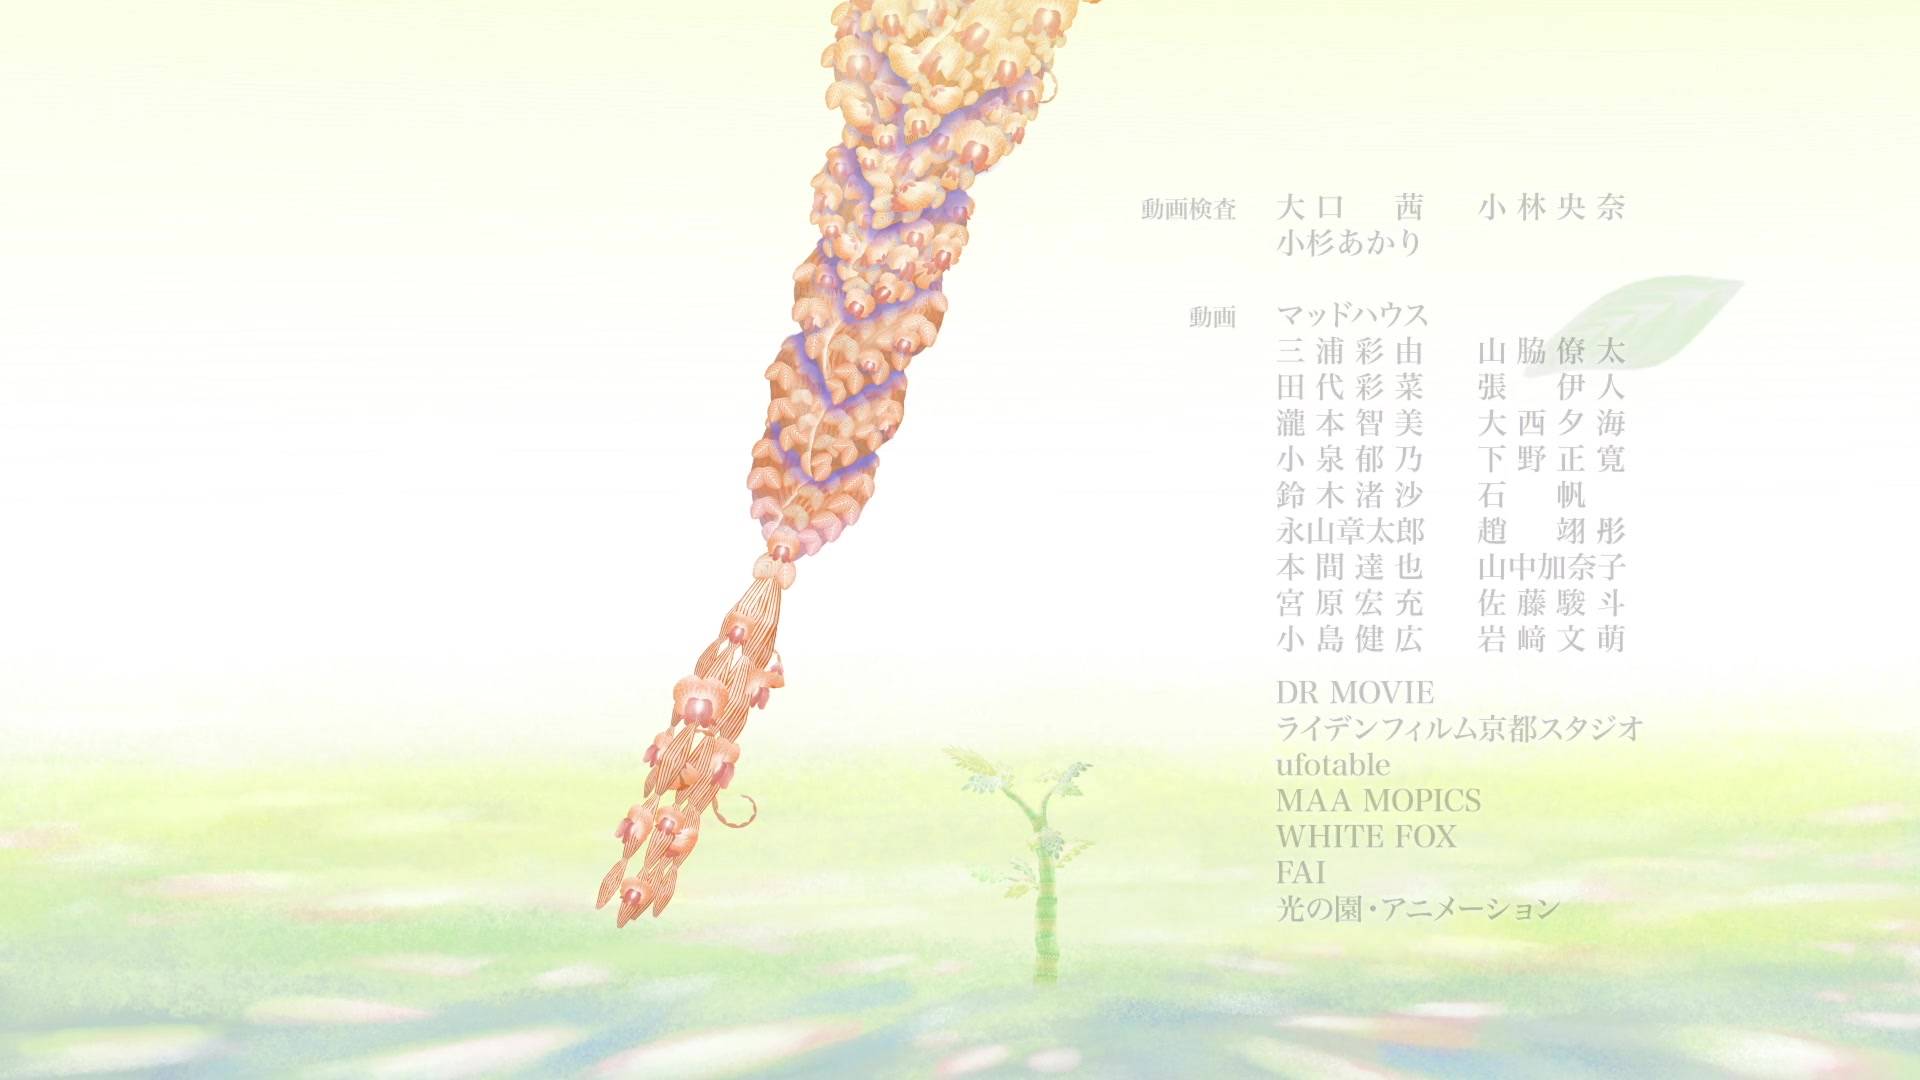 動画検査 大口 茜 小林央奈
小杉あかり
動画 マッドハウス
三浦彩由 山脇僚太
田代彩菜 張 伊人
瀧本智美 大西夕海
小泉郁乃 下野正寛
鈴木渚沙 石 帆
永山章太郎 趙 翊彤
本間達也 山中加奈子
宮原宏充 佐藤駿斗
小島健広 岩﨑文萌
DR MOVIE
ライデンフィルム京都スタジオ
ufotable
MAA MOPICS
WHITE FOX
FAI
光の園・アニメーション